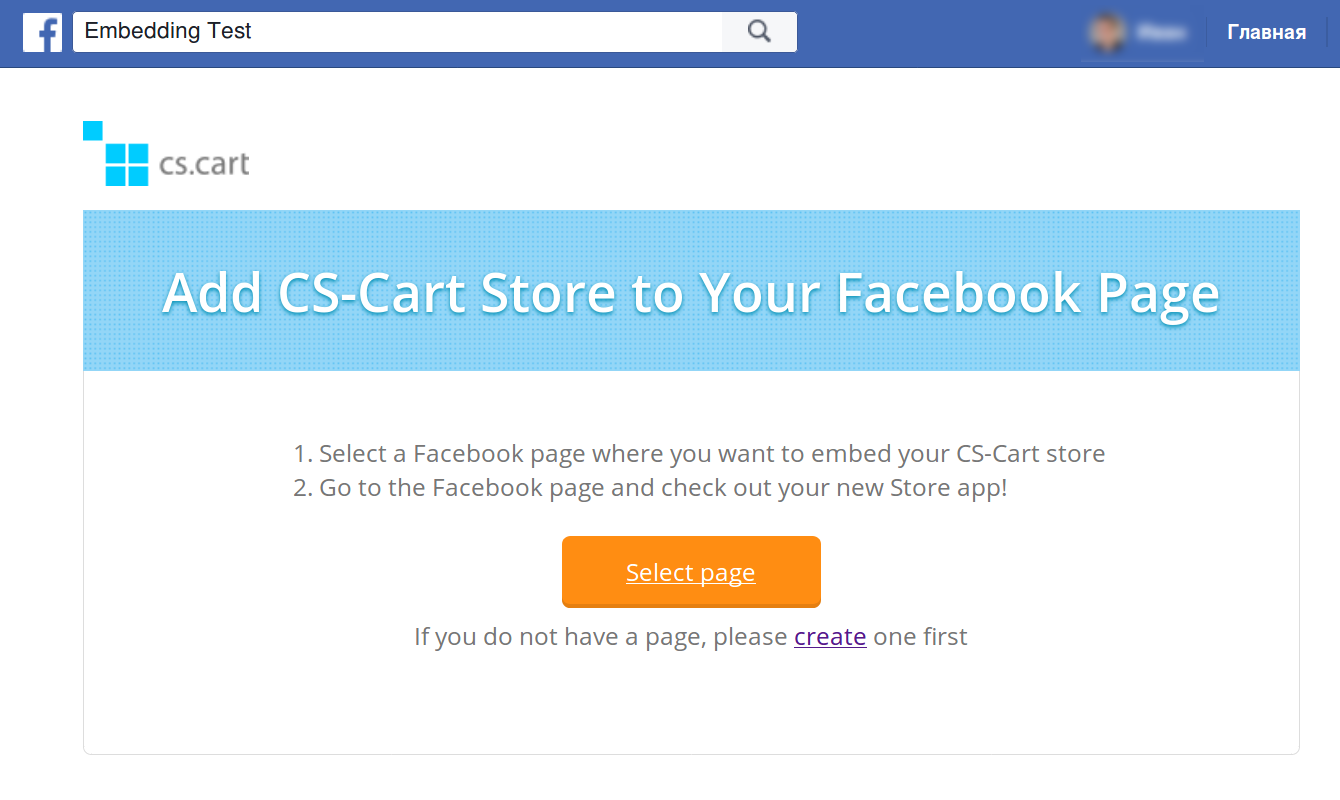 Embedding Test
Главная
cs.cart
Add CS-Cart Store to Your Facebook Page
1. Select a Facebook page where you want to embed your CS-Cart store
2. Go to the Facebook page and check out your new Store app!
Select page
If you do not have a page, please create one first